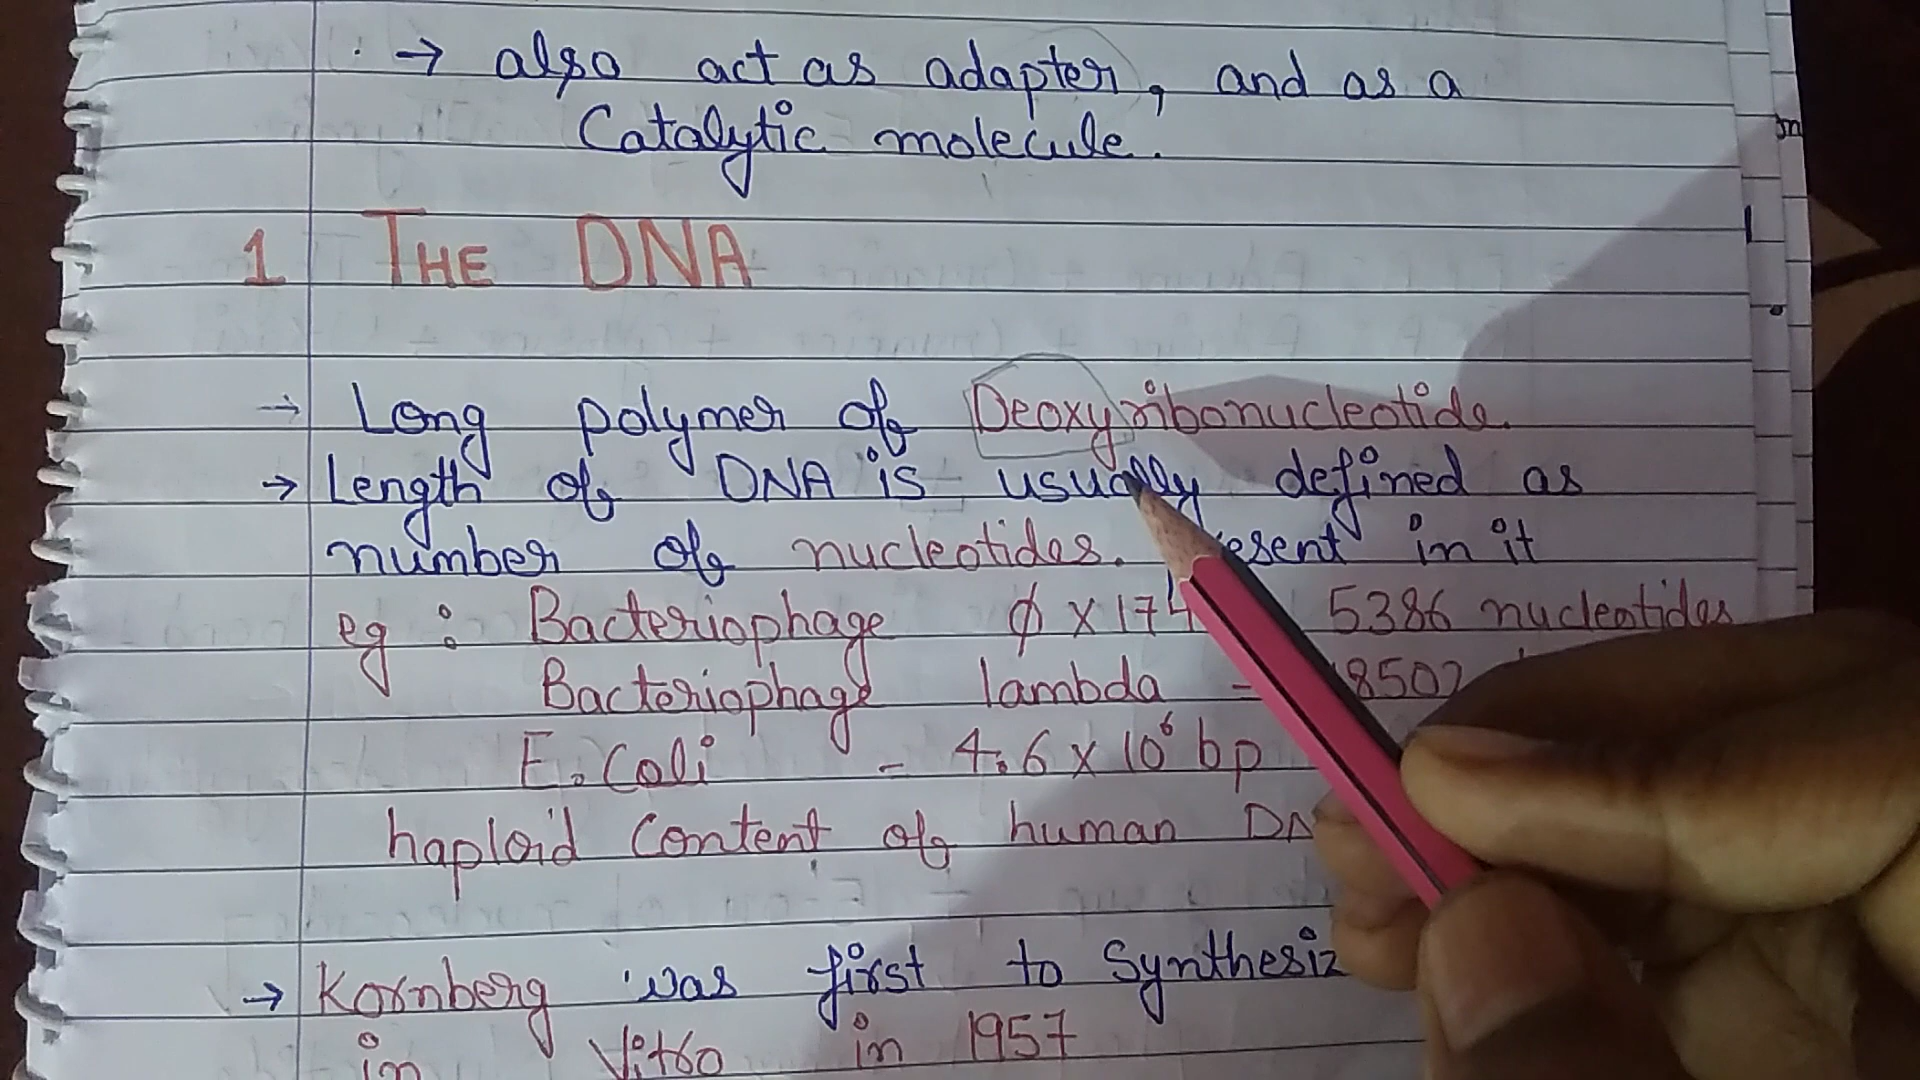 → also act as adapter, and as a
Catalytic molecule.
1 THE DNA
→ Long polymer of Deoxyribonucleotide.
→ Length of DNA is usually defined as
number of nucleotides. in it
eg : Bacteriophage ϕ x 174 5386 nucleotides
Bacteriophage lambda -
E. Coli - 4.6 x 10⁶ bp
haploid Content of human
→ Kornberg was first to
in Vitro in 1957